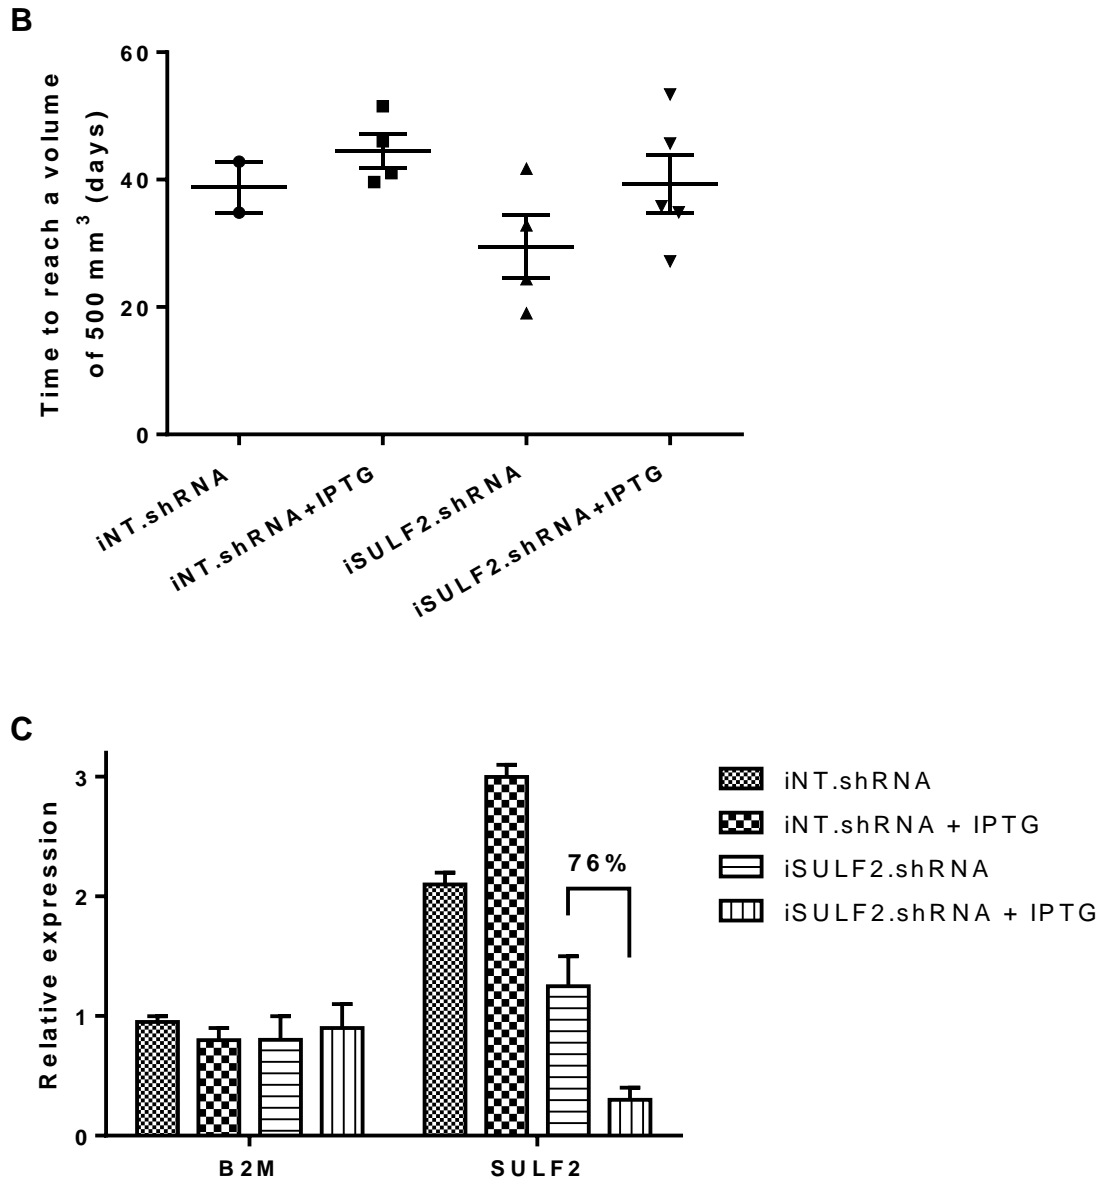 B
Time to reach a volume
of 500 mm 3 (days)
60
40
20
0
iNT.shRNA
iNT.shRNA+IPTG
iSULF2.shRNA
iSULF2.shRNA+IPTG
C
Relative expression
3
2
1
0
76%
B2M
SULF2
iNT.shRNA
iNT.shRNA + IPTG
iSULF2.shRNA
iSULF2.shRNA + IPTG